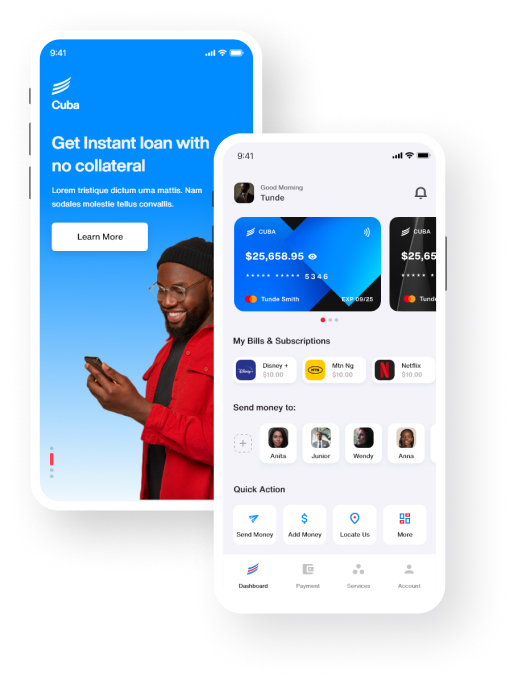 9:41
Cuba
Get Instant loan with
no collateral
Lorem tristique dictum urna mattis. Nam
sodales molestie tellus convallis.
Learn More
9:41
Good Morning
Tunde
CUBA
$25,658.95
***** ***** 5346
Tunde Smith EXP 09/25
CUBA
$25,65
***** *
Tunde
My Bills & Subscriptions
Disney +
$10.00
Disney+
Mtn Ng
$10.00
MTN
Netflix
$10.00
N
Send money to:
+
Anita Junior Wendy Anna
Quick Action
Send Money Add Money Locate Us More
Dashboard Payment Services Account